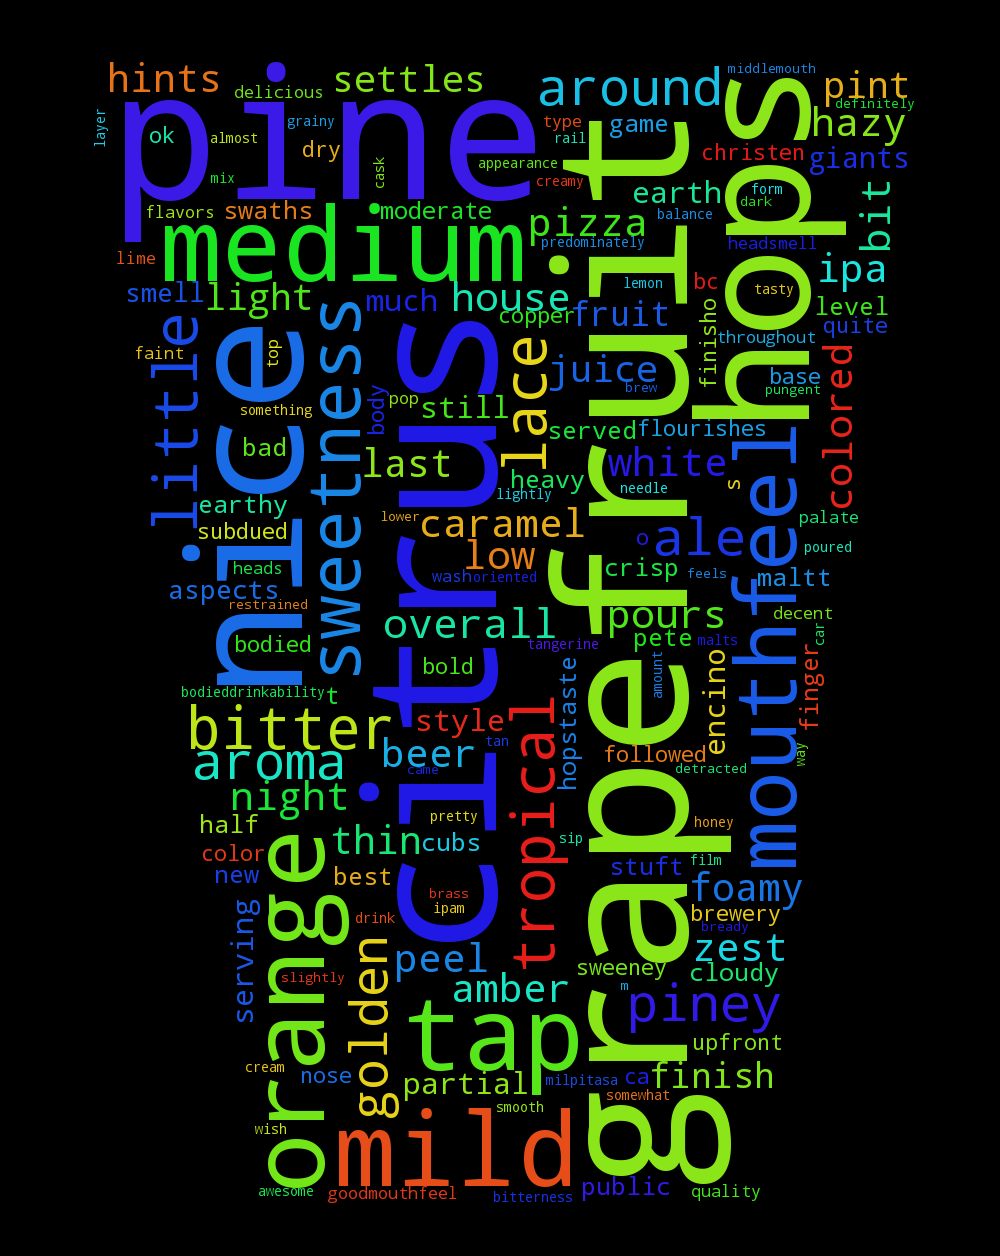 middlemouth
hints
settles
around
pint
delicious
pine
hops
definitely
layer
grainy
type
game
hazy
ok
almost
rail
dry
cask
appearance
christen
giants
mix
creamy
earth
form
bit
dark
flavors
swaths
moderate
medium
pizza
balance
predominately
headsmell
lime
ipa
smell
light
much
house
lemon
bc
tasty
level
copper
fruit
finisho
quite
little
nice
top
sweetness
citrus
lace
grapefruit
throughout
faint
juice
base
colored
brew
pungent
body
pop
something
still
served
flourishes
bad
last
white
mouthfeel
heavy
needle
s
lightly
earthy
lower
caramel
palate
subdued
low
o
ale
poured
heads
wash
oriented
crisp
feels
maltt
aspects
restrained
overall
pours
decent
bodied
tangerine
pete
malts
car
bold
hopstaste
amount
encino
finger
bodieddrinkability
t
bitter
style
tropical
aroma
beer
tan
followed
way
came
detracted
night
pretty
half
thin
cubs
sip
honey
color
film
new
best
stuft
foamy
orange
brass
ipam
serving
drink
brewery
bready
golden
peel
zest
slightly
sweeney
cloudy
amber
m
piney
tap
upfront
cream
nose
partial
milpitasa
ca
finish
smooth
somewhat
wish
mild
awesome
goodmouthfeel
bitterness
public
quality